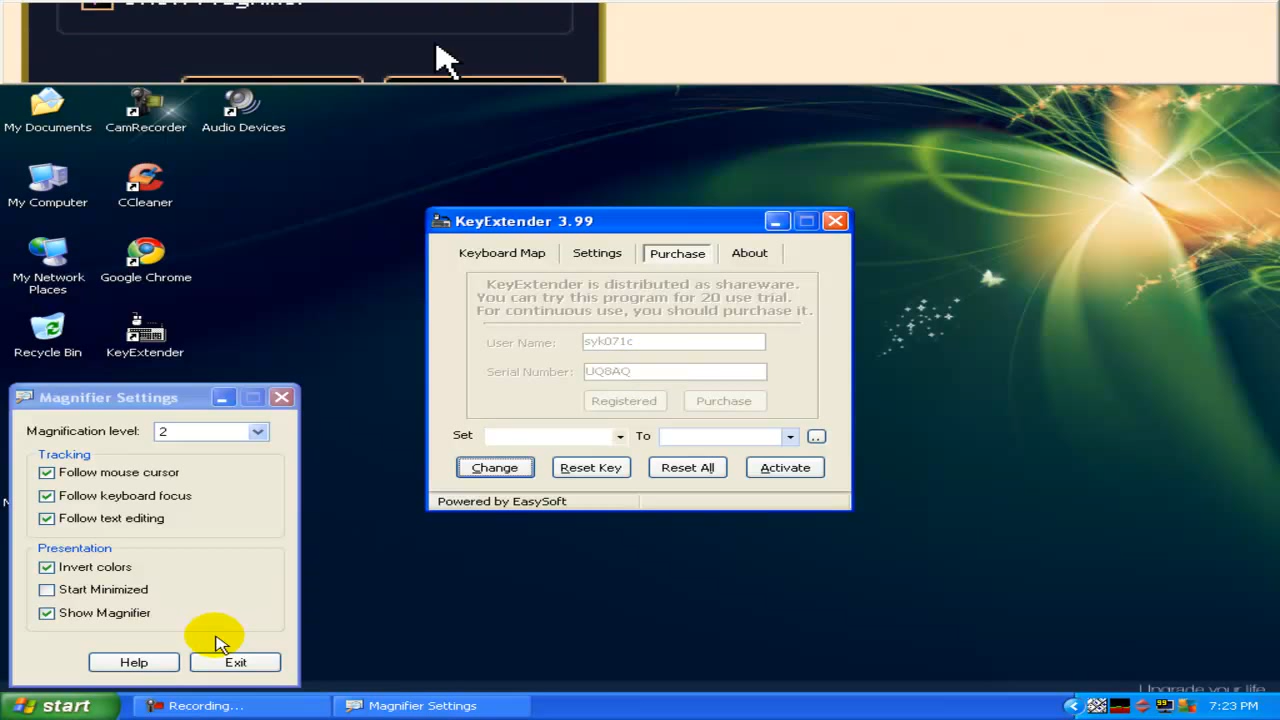 My Documents
CamRecorder
Audio Devices
My Computer
CCleaner
My Network
Places
Google Chrome
Recycle Bin
KeyExtender
KeyExtender 3.99
Keyboard Map
Settings
Purchase
About
KeyExtender is distributed as shareware.
You can try this program for 20 use trial.
For continuous use, you should purchase it.
User Name:
syk071c
Serial Number:
UQ8AQ
Registered
Purchase
Set
To
..
Change
Reset Key
Reset All
Activate
Powered by EasySoft
Magnifier Settings
Magnification level:
2
Tracking
Follow mouse cursor
Follow keyboard focus
Follow text editing
Presentation
Invert colors
Start Minimized
Show Magnifier
Help
Exit
Upgrade your life
start
Recording...
Magnifier Settings
99
7:23 PM